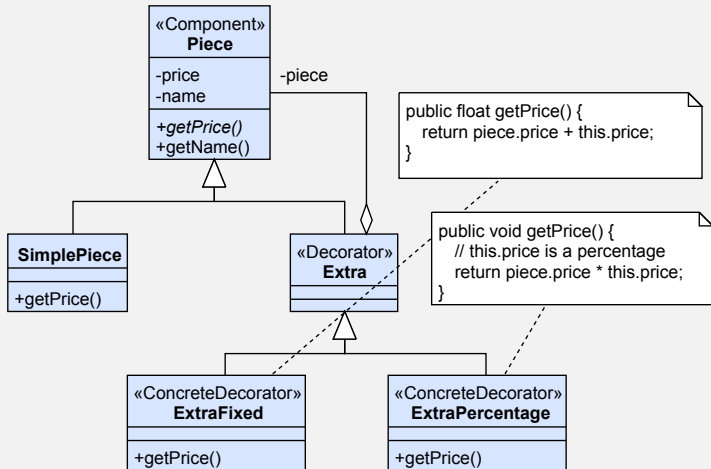 «Component»
Piece
-price
-name
+getPrice()
+getName()
-piece
public float getPrice() {
return piece.price + this.price;
}
SimplePiece
+getPrice()
«Decorator»
Extra
public void getPrice() {
// this.price is a percentage
return piece.price * this.price;
}
«ConcreteDecorator»
ExtraFixed
+getPrice()
«ConcreteDecorator»
ExtraPercentage
+getPrice()